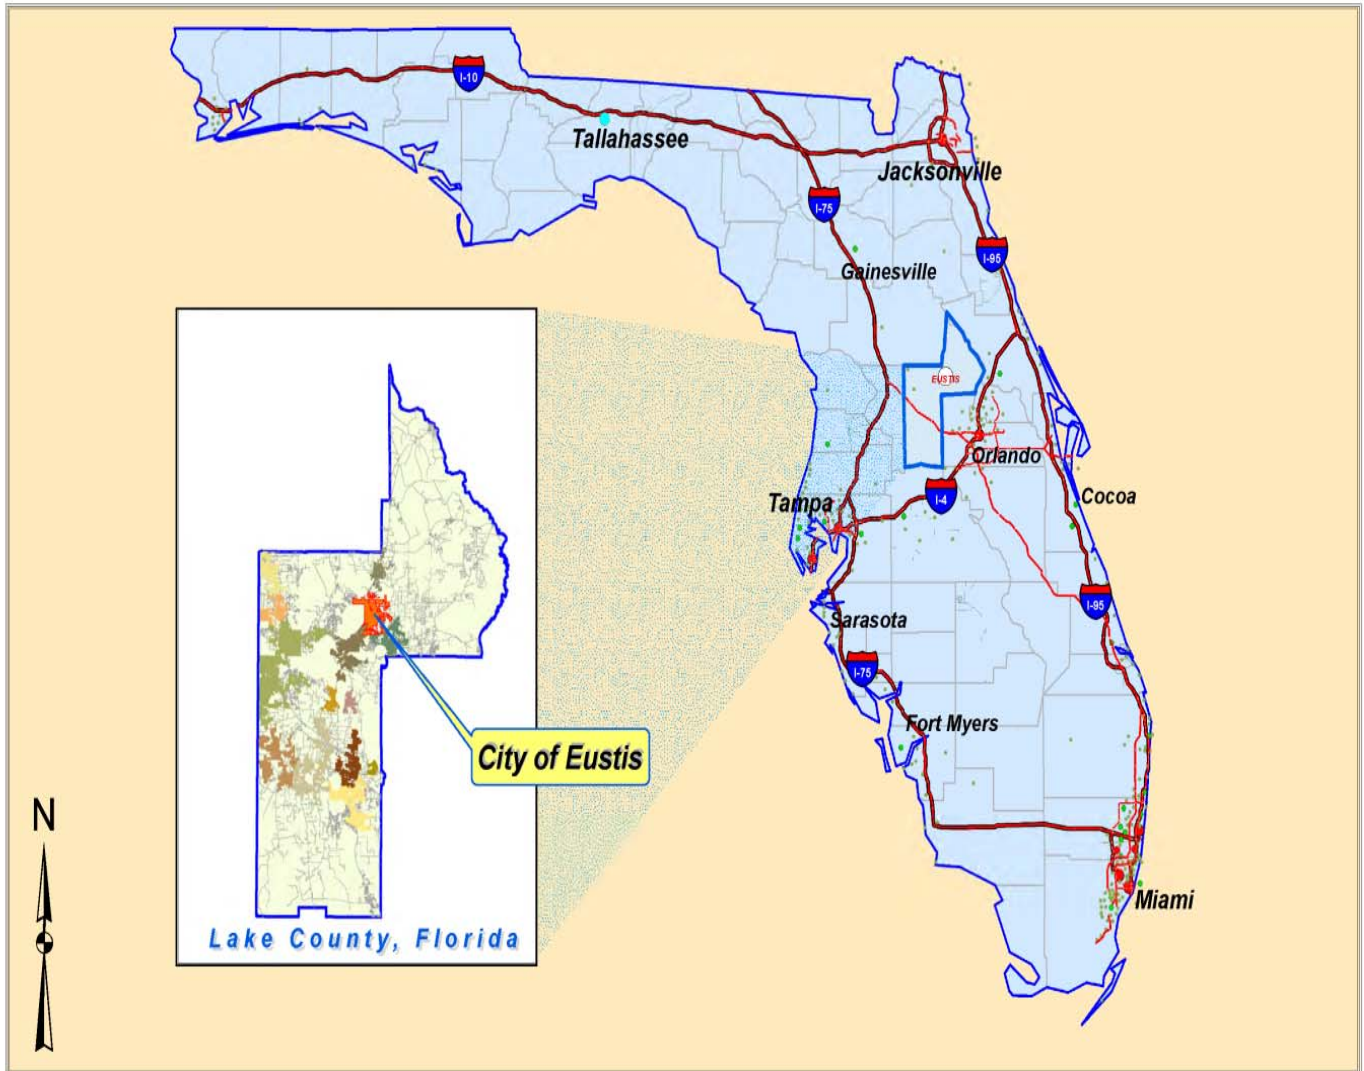 I-10
Tallahassee
Jacksonville
I-75
I-95
Gainesville
EUSTIS
Orlando
I-4
Cocoa
Tampa
I-95
Sarasota
I-75
Fort Myers
City of Eustis
N
Miami
Lake County, Florida